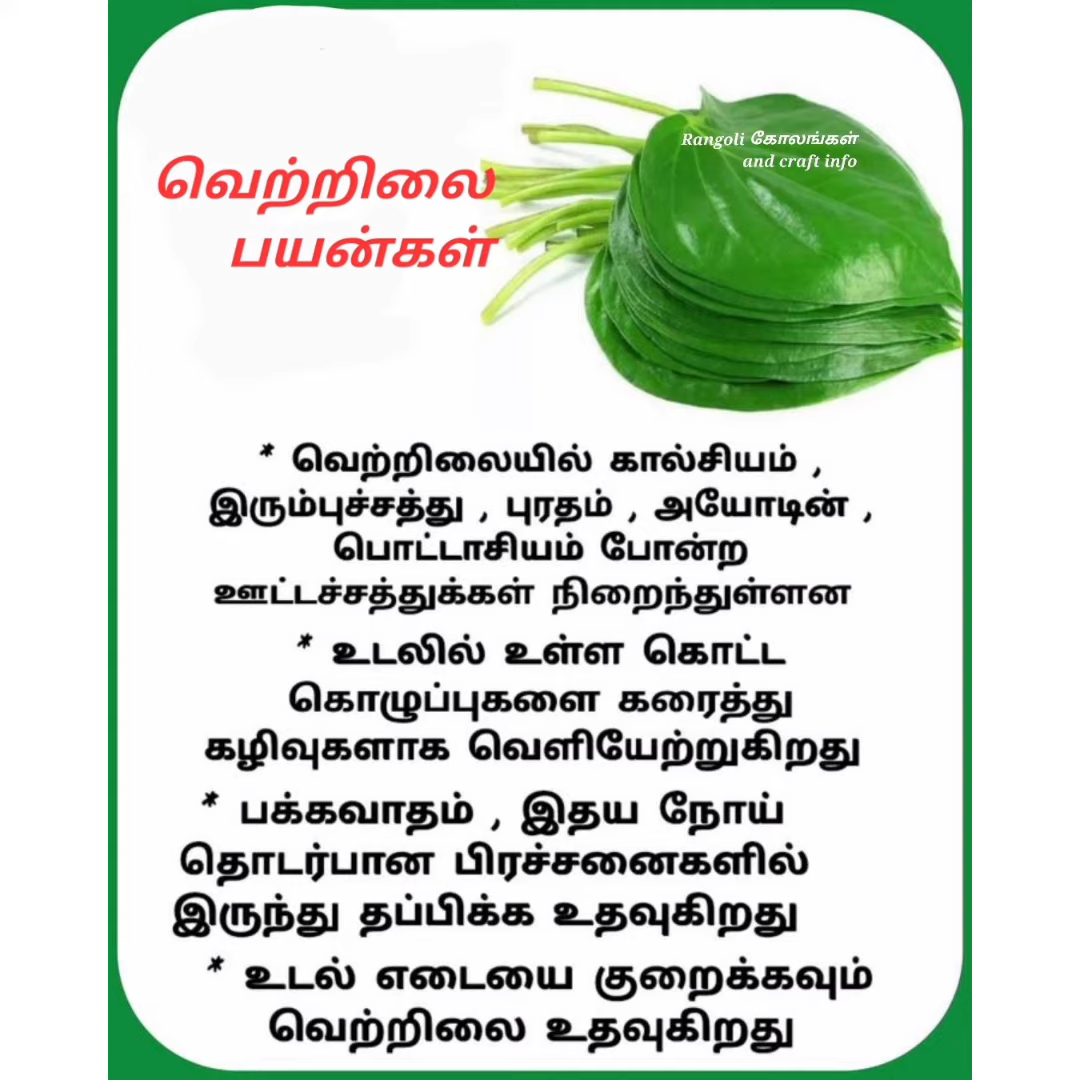 Rangoli கோலங்கள்
and craft info
வெற்றிலை
பயன்கள்
* வெற்றிலையில் கால்சியம் ,
இரும்புச்சத்து , புரதம் , அயோடின் ,
பொட்டாசியம் போன்ற
ஊட்டச்சத்துக்கள் நிறைந்துள்ளன
* உடலில் உள்ள கொட்ட
கொழுப்புகளை கரைத்து
கழிவுகளாக வெளியேற்றுகிறது
* பக்கவாதம் , இதய நோய்
தொடர்பான பிரச்சனைகளில்
இருந்து தப்பிக்க உதவுகிறது
* உடல் எடையை குறைக்கவும்
வெற்றிலை உதவுகிறது